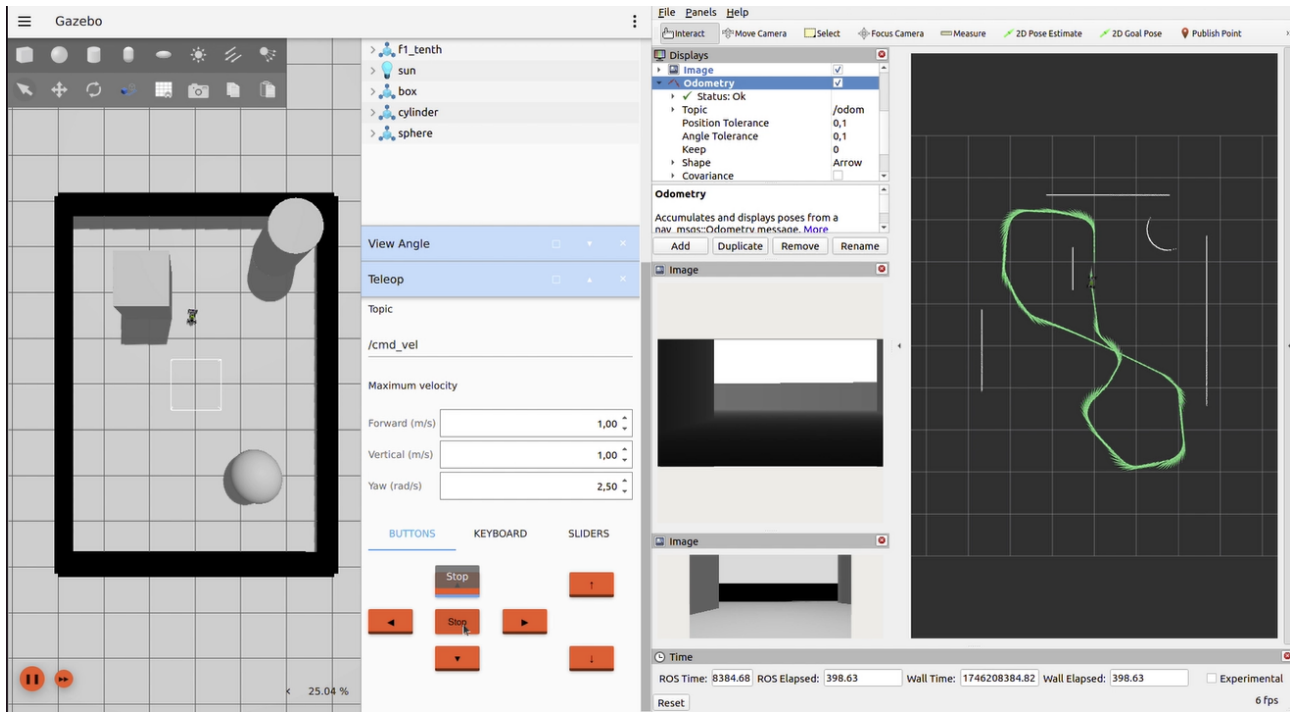 Gazebo
f1_tenth
sun
box
cylinder
sphere
View Angle
Teleop
Topic
/cmd_vel
Maximum velocity
Forward (m/s) 1,00
Vertical (m/s) 1,00
Yaw (rad/s) 2,50
BUTTONS KEYBOARD SLIDERS
Stop
Stop
25.04 %
File Panels Help
Interact Move Camera Select Focus Camera Measure 2D Pose Estimate 2D Goal Pose Publish Point
Displays
Image
Odometry
Status: Ok
Topic /odom
Position Tolerance 0,1
Angle Tolerance 0,1
Keep 0
Shape Arrow
Covariance
Odometry
Accumulates and displays poses from a
nav_msgs::Odometry message. More
Add Duplicate Remove Rename
Image
Image
Time
ROS Time: 8384.68 ROS Elapsed: 398.63 Wall Time: 1746208384.82 Wall Elapsed: 398.63 Experimental
Reset 6 fps